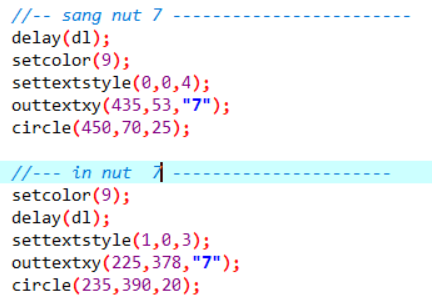 //-- sang nut 7 -------------------------
delay(dl);
setcolor(9);
settextstyle(0,0,4);
outtextxy(435,53,"7");
circle(450,70,25);
//--- in nut  7 -----------------------
setcolor(9);
delay(dl);
settextstyle(1,0,3);
outtextxy(225,378,"7");
circle(235,390,20);